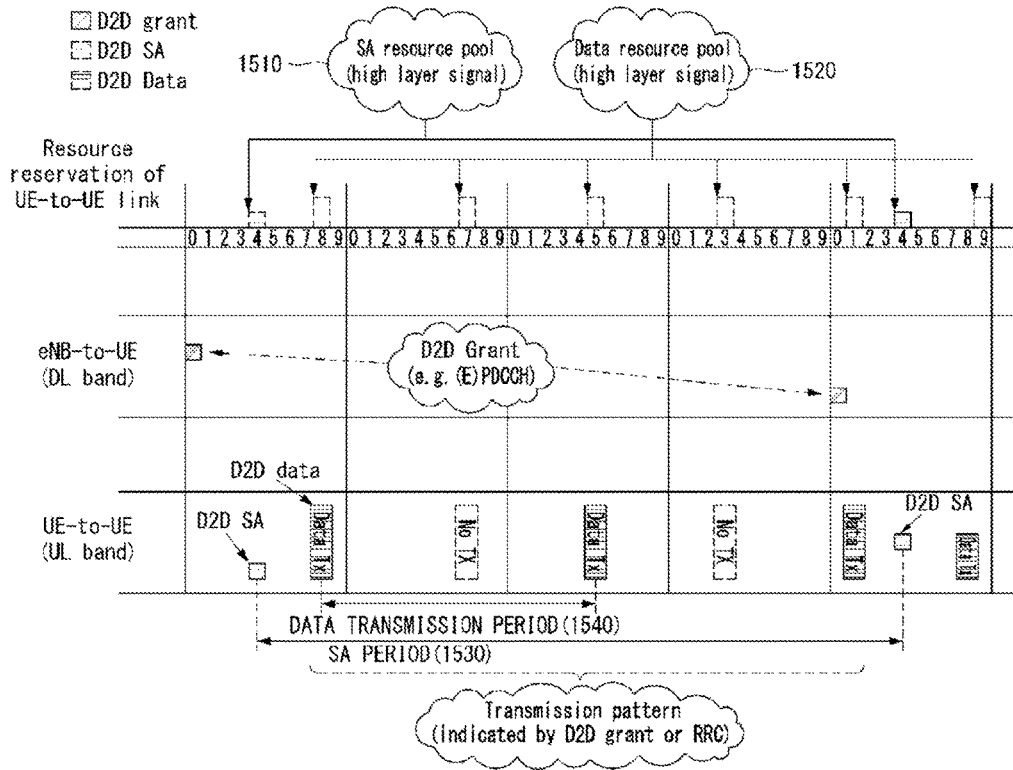 D2D grant
D2D SA
D2D Data
1510
SA resource pool
(high layer signal)
Data resource pool
(high layer signal)
1520
Resource
reservation of
UE-to-UE link
0 1 2 3 4 5 6 7 8 9 0 1 2 3 4 5 6 7 8 9 0 1 2 3 4 5 6 7 8 9 0 1 2 3 4 5 6 7 8 9 0 1 2 3 4 5 6 7 8 9
eNB-to-UE
(DL band)
D2D Grant
(e.g. (E)PDCCH)
D2D data
D2D SA
D2D SA
UE-to-UE
(UL band)
Data Tx
No TX
Data Tx
No TX
Data Tx
DATA TRANSMISSION PERIOD(1540)
SA PERIOD(1530)
Transmission pattern
(indicated by D2D grant or RRC)